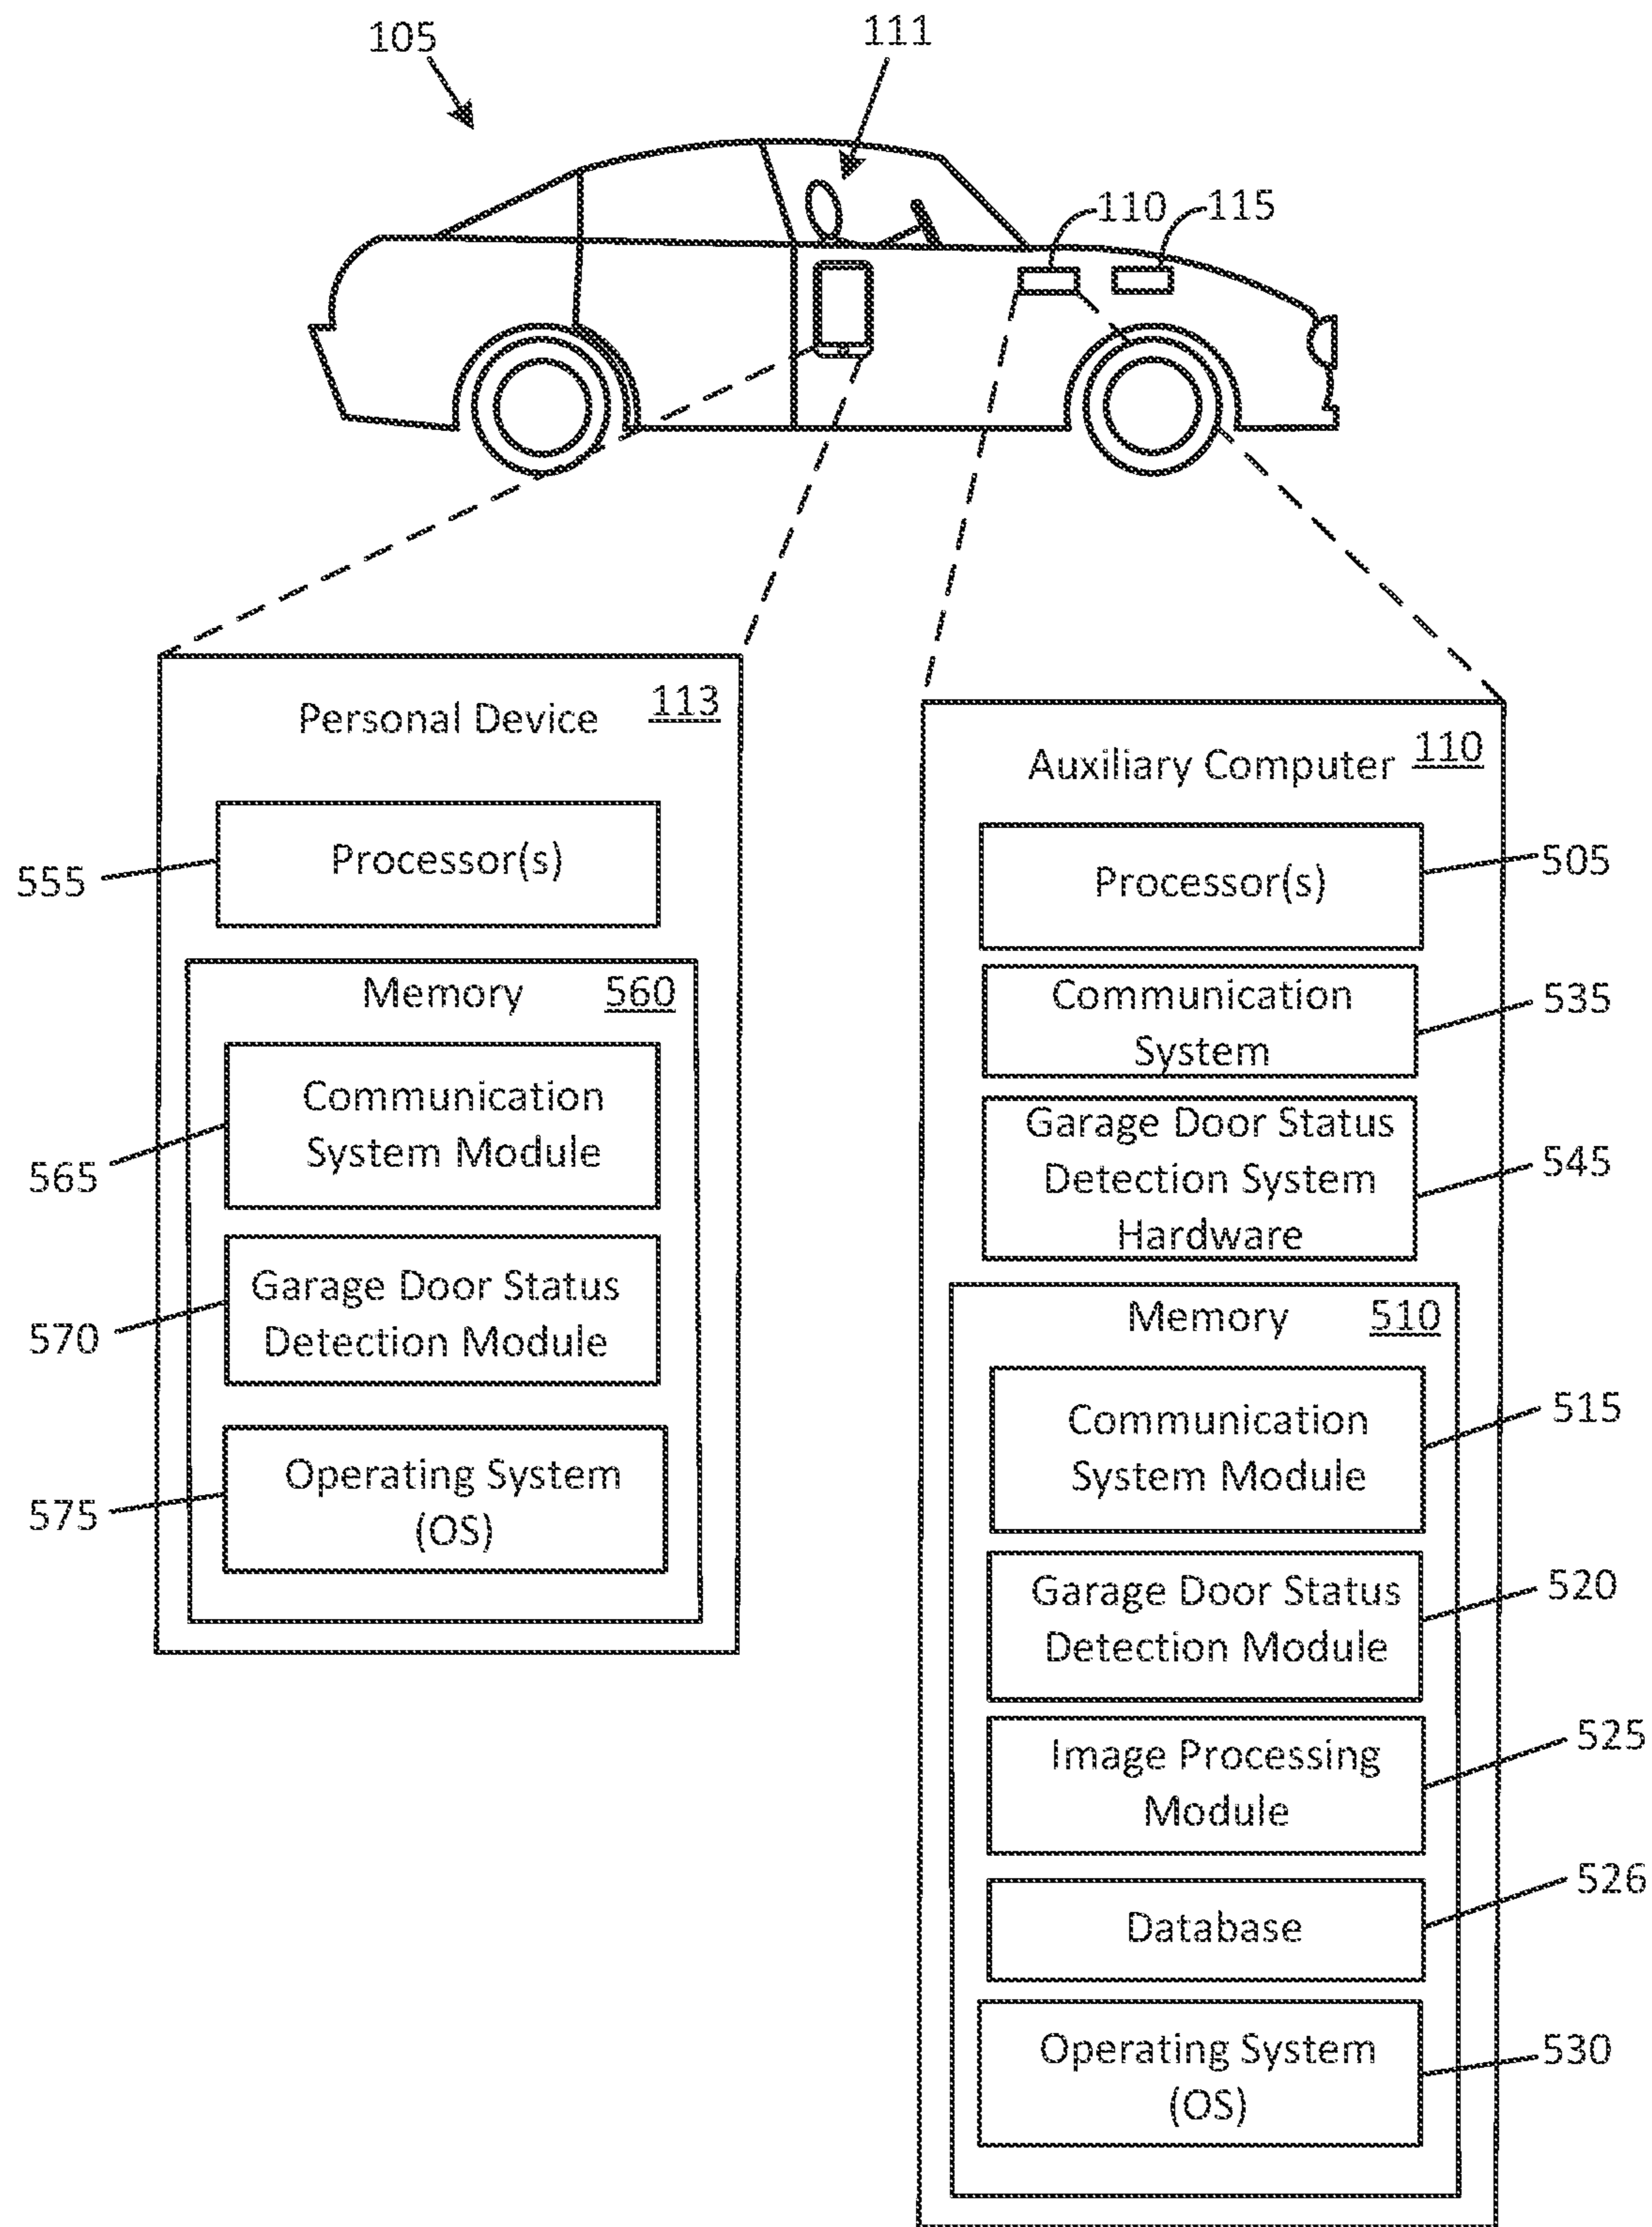 105
111
110
115
Personal Device
113
Processor(s)
555
Memory
560
Communication
System Module
565
Garage Door Status
Detection Module
570
Operating System
(OS)
575
Auxiliary Computer
110
Processor(s)
505
Communication
System
535
Garage Door Status
Detection System
Hardware
545
Memory
510
Communication
System Module
515
Garage Door Status
Detection Module
520
Image Processing
Module
525
Database
526
Operating System
(OS)
530